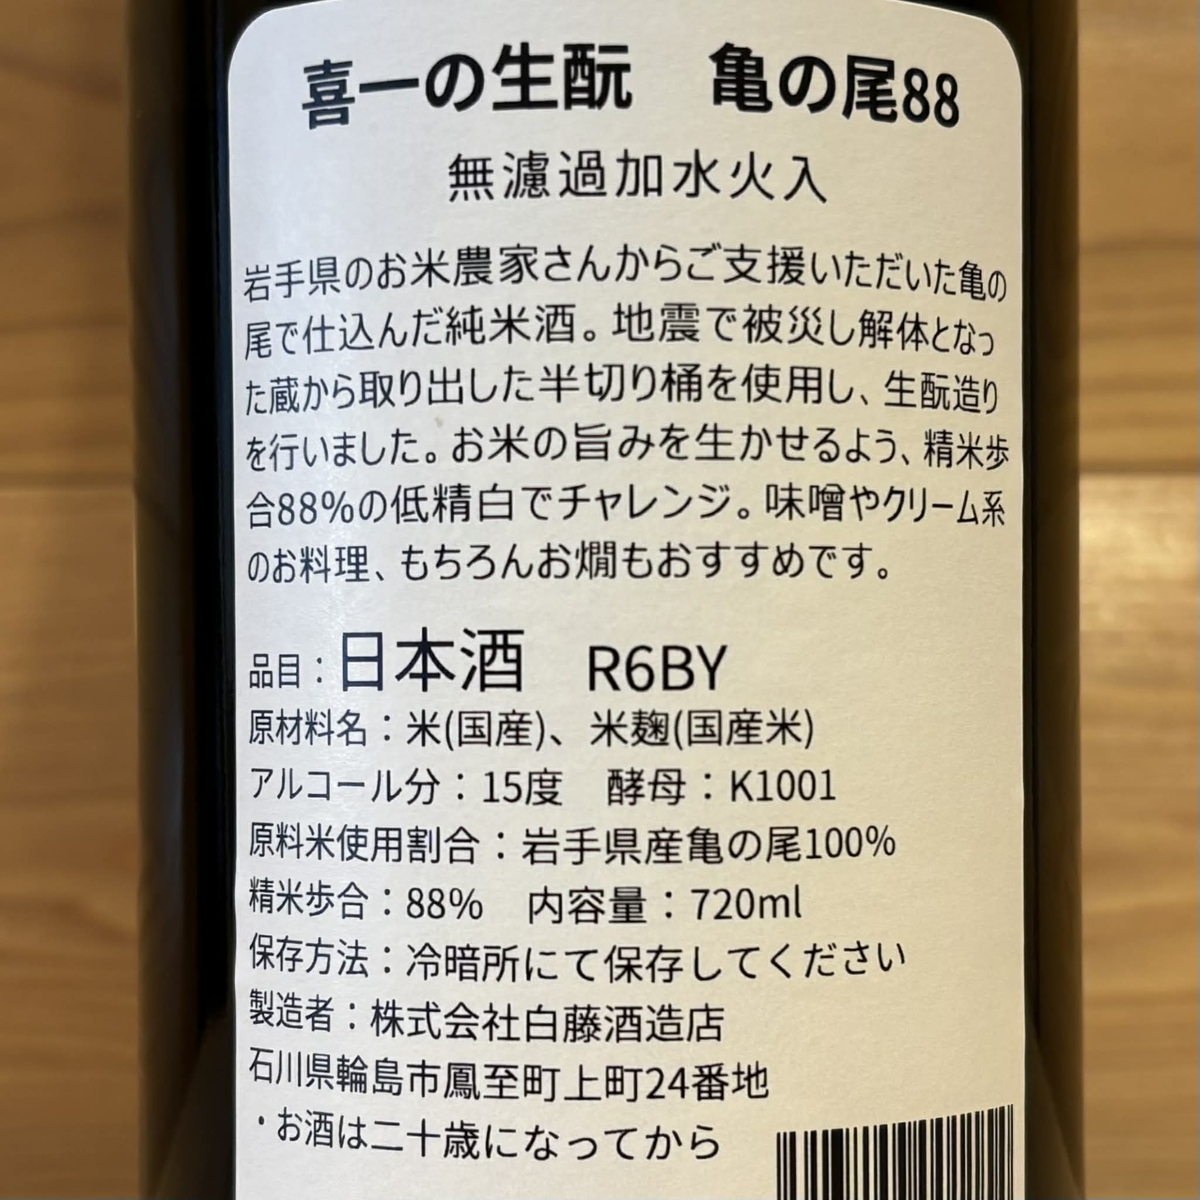 喜一の生酛　亀の尾88
無濾過加水火入
岩手県のお米農家さんからご支援いただいた亀の
尾で仕込んだ純米酒。地震で被災し解体となっ
た蔵から取り出した半切り桶を使用し、生酛造り
を行いました。お米の旨みを生かせるよう、精米歩
合88%の低精白でチャレンジ。味噌やクリーム系
のお料理、もちろんお燗もおすすめです。
品目：日本酒　R6BY
原材料名：米(国産)、米麹(国産米)
アルコール分：15度　酵母：K1001
原料米使用割合：岩手県産亀の尾100%
精米歩合：88%　内容量：720ml
保存方法：冷暗所にて保存してください
製造者：株式会社白藤酒造店
石川県輪島市鳳至町上町24番地
・お酒は二十歳になってから